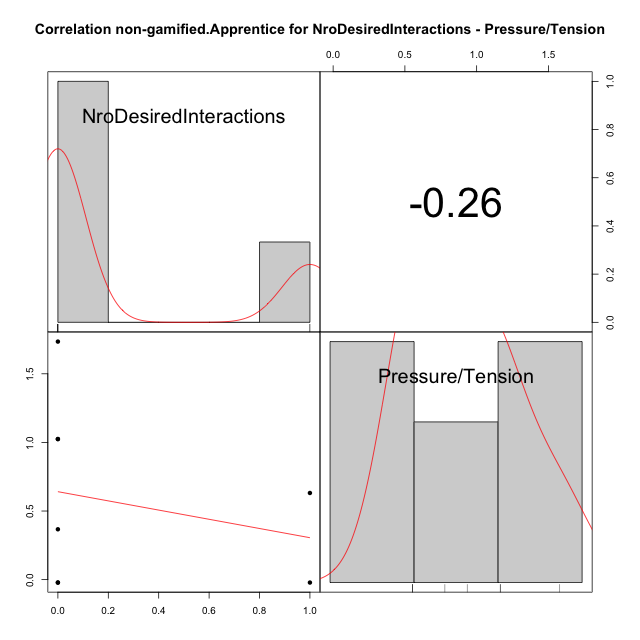 Correlation non-gamified.Apprentice for NroDesiredInteractions - Pressure/Tension
0.0 0.5 1.0 1.5
NroDesiredInteractions
-0.26
0.0 0.2 0.4 0.6 0.8 1.0
Pressure/Tension
0.0 0.5 1.0 1.5
0.0 0.2 0.4 0.6 0.8 1.0